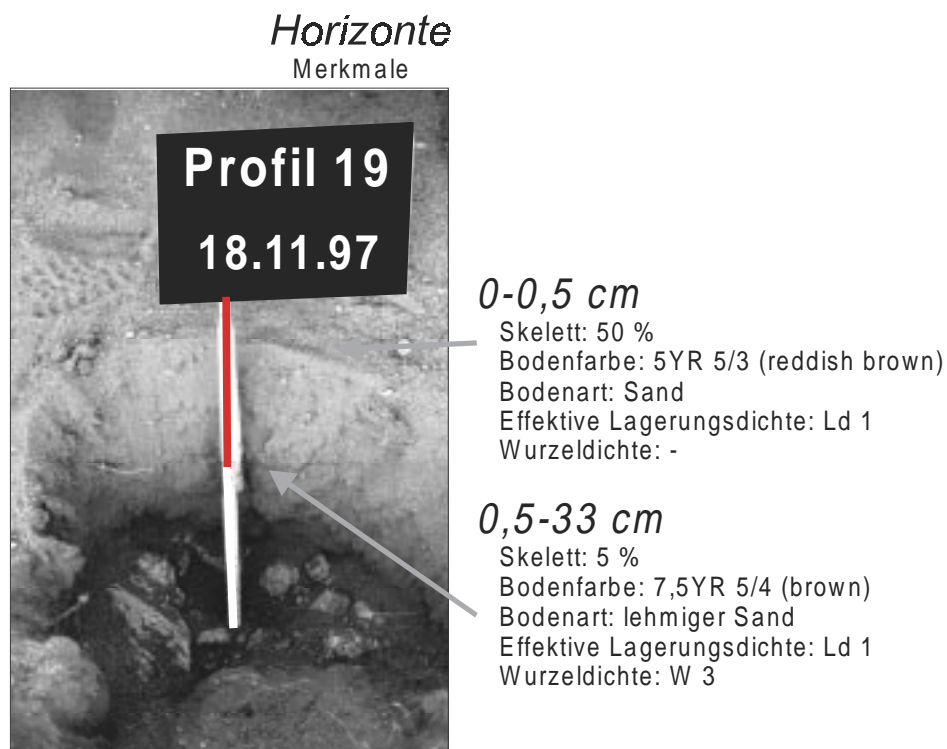 Horizonte
Merkmale
Profil 19
18.11.97
0-0,5 cm
Skelett: 50 %
Bodenfarbe: 5YR 5/3 (reddish brown)
Bodenart: Sand
Effektive Lagerungsdichte: Ld 1
Wurzeldichte: -
0,5-33 cm
Skelett: 5 %
Bodenfarbe: 7,5YR 5/4 (brown)
Bodenart: lehmiger Sand
Effektive Lagerungsdichte: Ld 1
Wurzeldichte: W 3